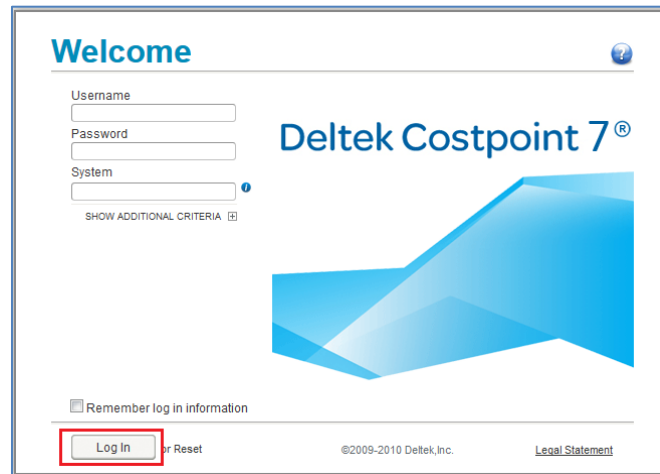 Welcome
Username
Password
System
SHOW ADDITIONAL CRITERIA
Deltek Costpoint 7®
Remember log in information
Log In or Reset
©2009-2010 Deltek,Inc.
Legal Statement